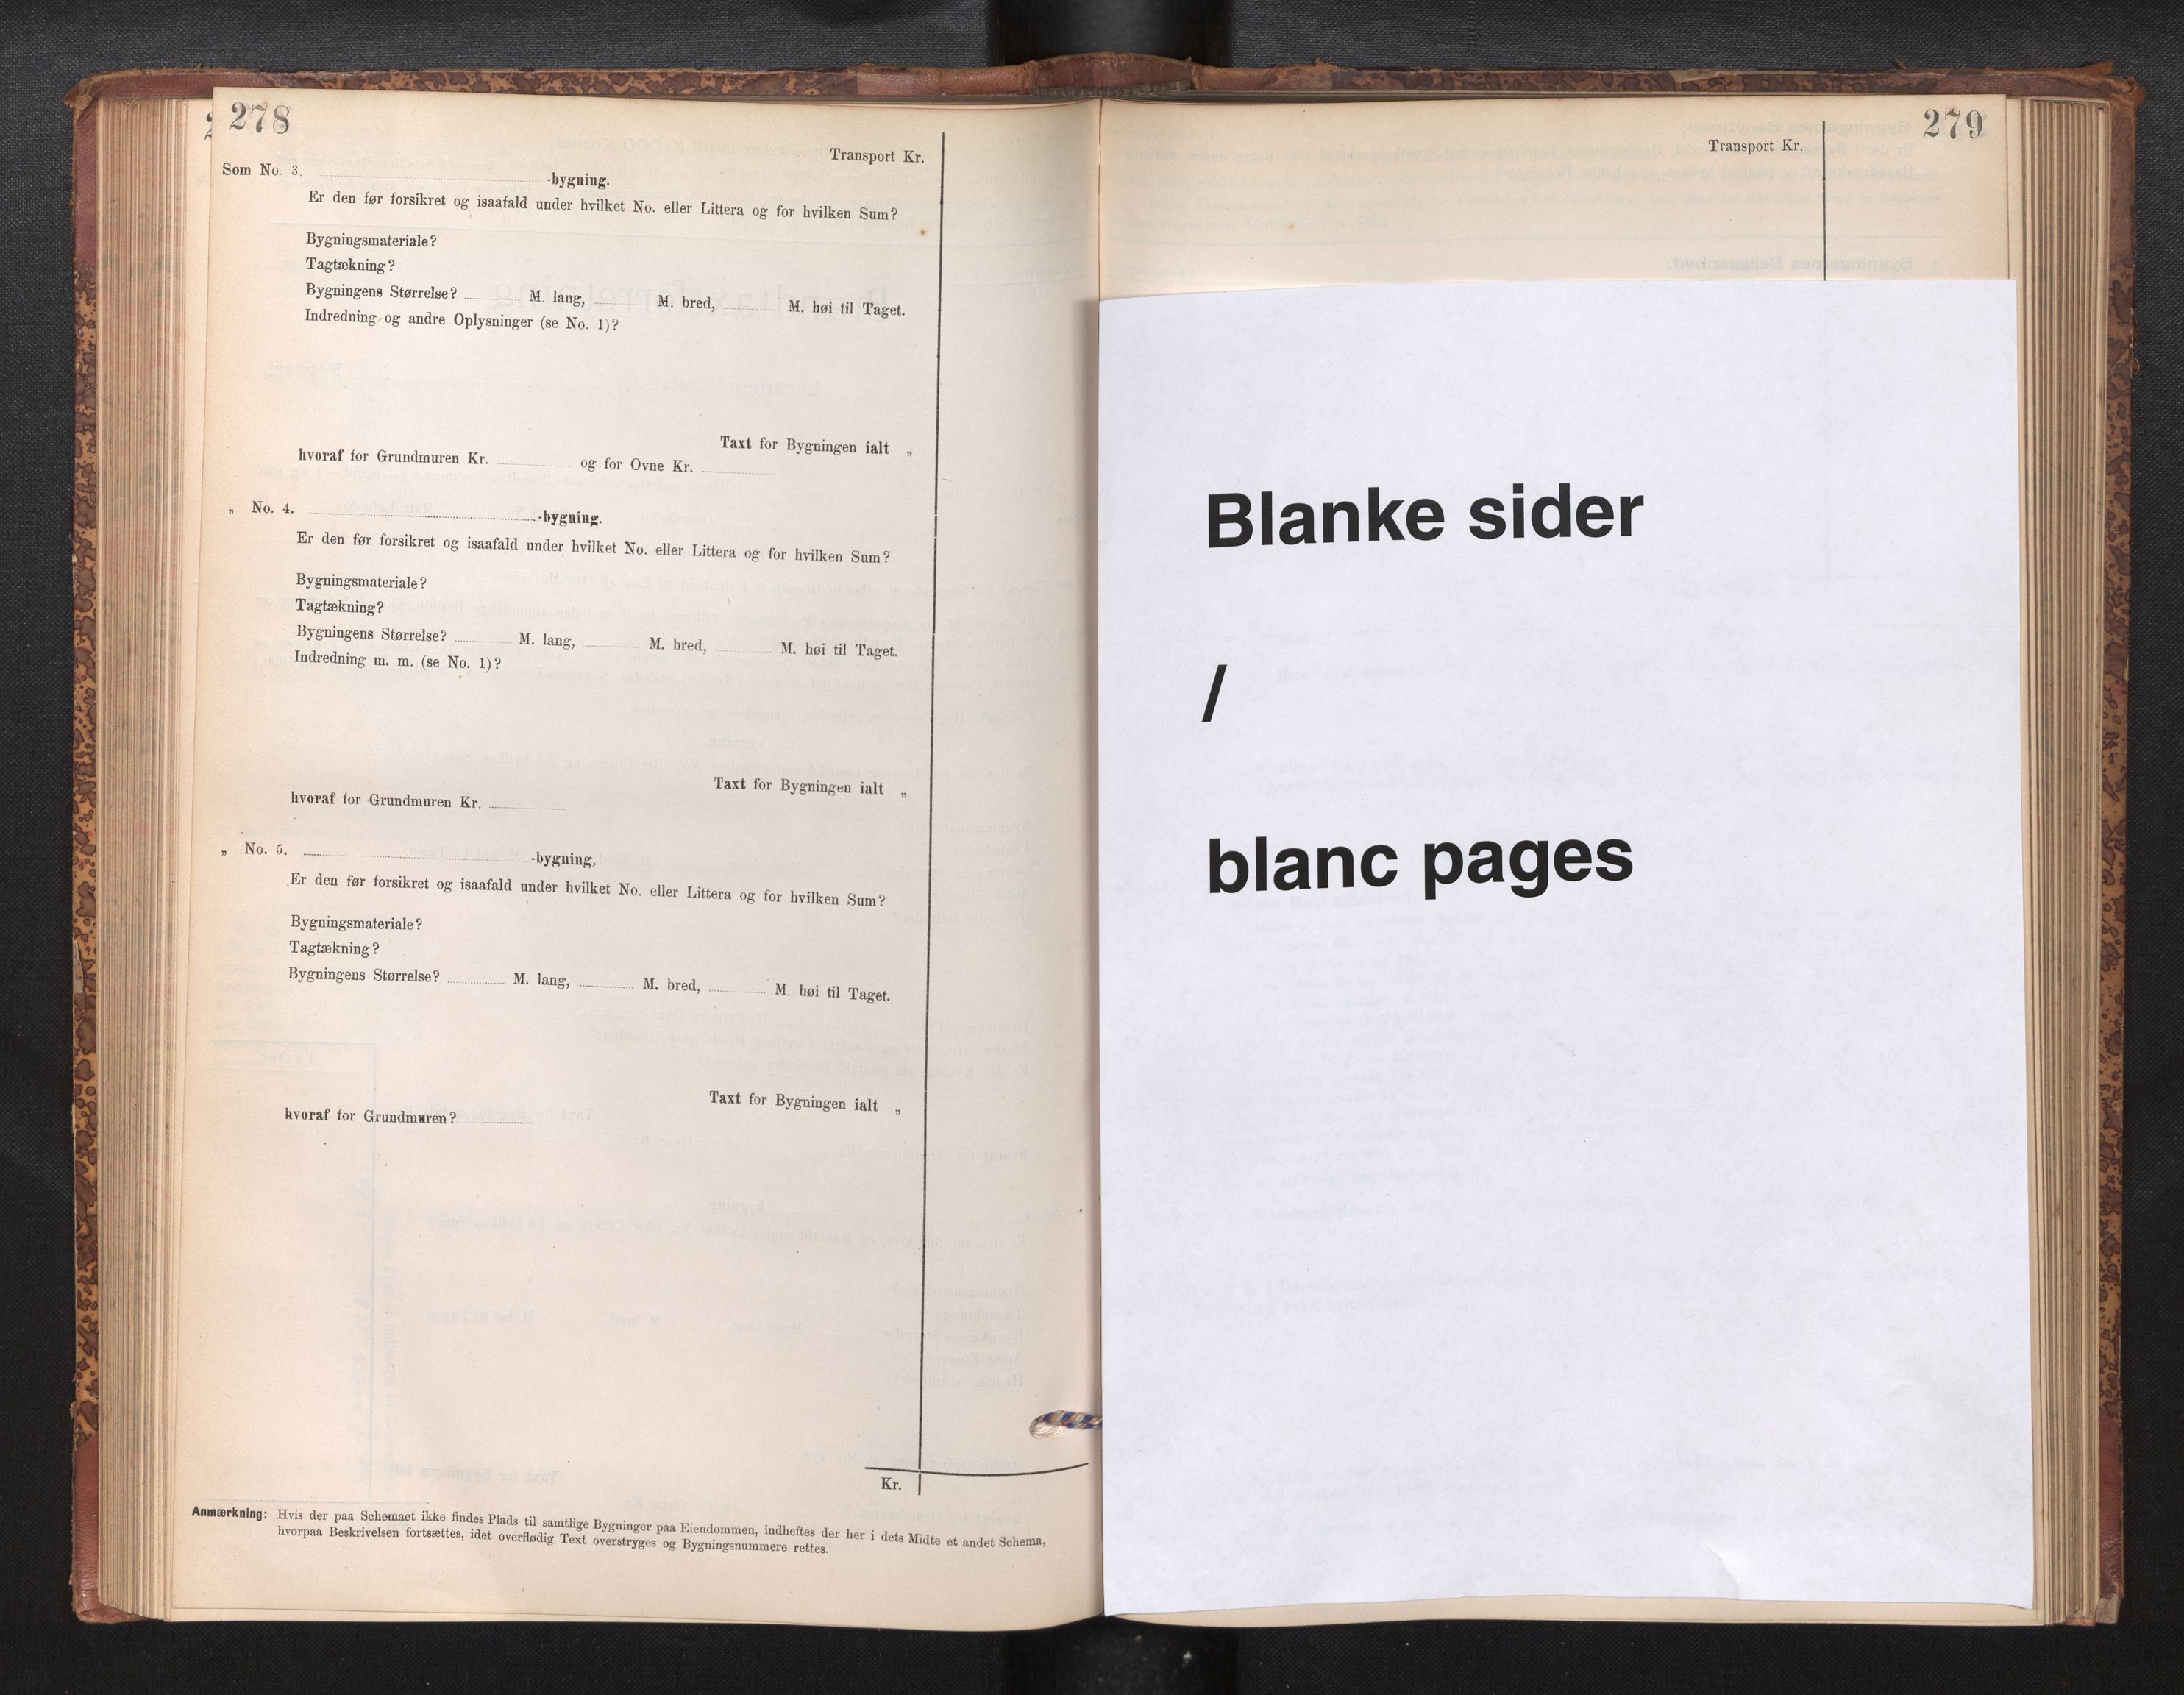 278
Transport Kr.
Som No. 3. -bygning.
Er den før forsikret og isaafald under hvilket No. eller Littera og for hvilken Sum?
Bygningsmateriale?
Tagtækning?
Bygningens Størrelse? M. lang, M. bred, M. høi til Taget.
Indredning og andre Oplysninger (se No. 1)?
Taxt for Bygningen ialt „
hvoraf for Grundmuren Kr. og for Ovne Kr.
„ No. 4. -bygning.
Er den før forsikret og isaafald under hvilket No. eller Littera og for hvilken Sum?
Bygningsmateriale?
Tagtækning?
Bygningens Størrelse? M. lang, M. bred, M. høi til Taget.
Indredning m. m. (se No. 1)?
Taxt for Bygningen ialt „
hvoraf for Grundmuren Kr.
„ No. 5. -bygning,
Er den før forsikret og isaafald under hvilket No. eller Littera og for hvilken Sum?
Bygningsmateriale?
Tagtækning?
Bygningens Størrelse? M. lang, M. bred, M. høi til Taget.
Taxt for Bygningen ialt „
hvoraf for Grundmuren?
Kr.
Anmærkning: Hvis der paa Schemaet ikke findes Plads til samtlige Bygninger paa Eiendommen, indheftes der her i dets Midte et andet Schema,
hvorpaa Beskrivelsen fortsættes, idet overflødig Text overstryges og Bygningsnummere rettes.
279
Transport Kr.
Blanke sider
/
blanc pages